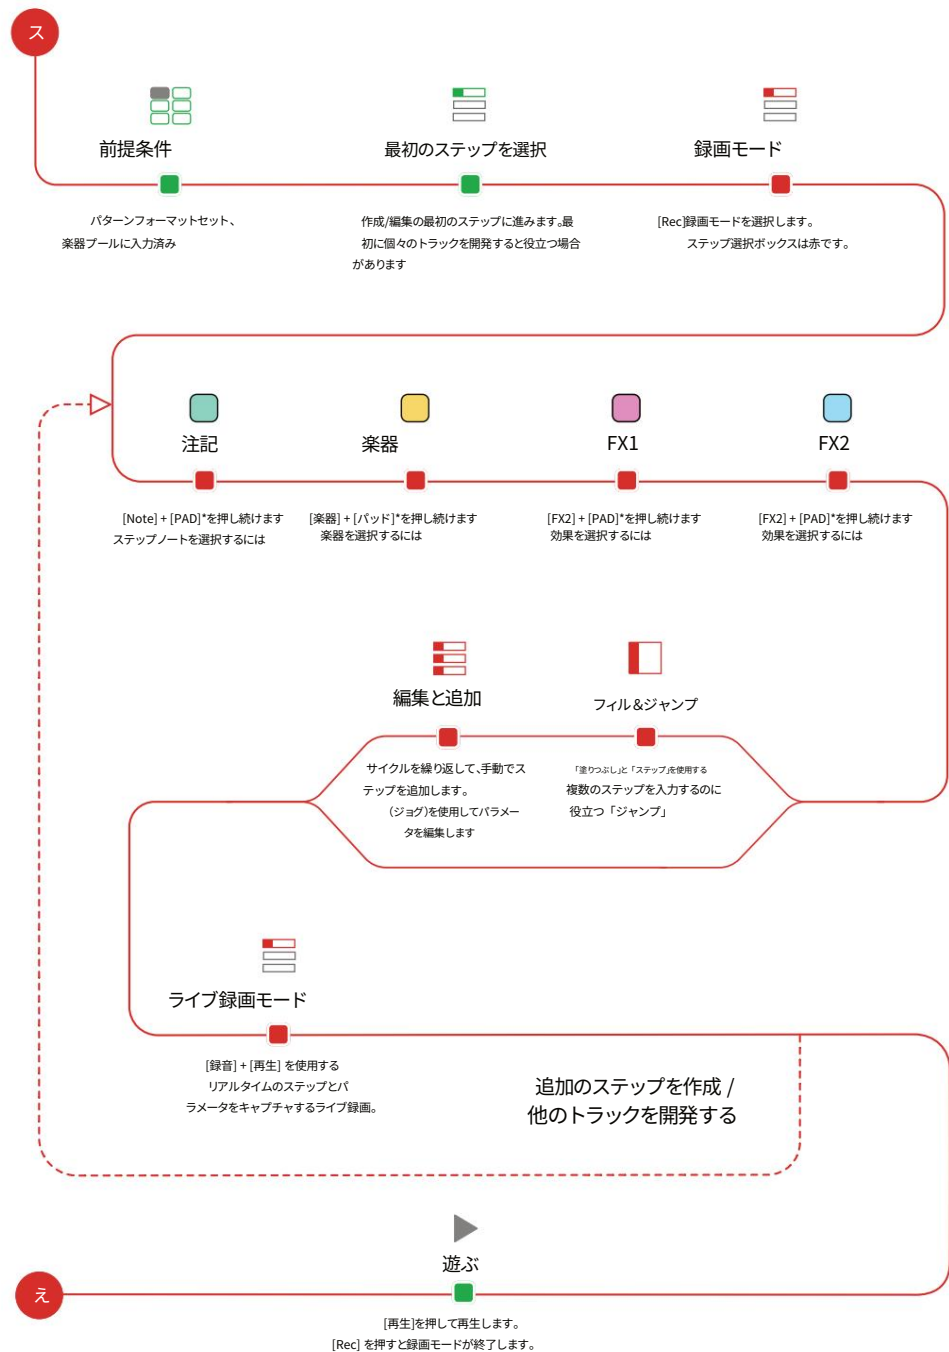 ス
前提条件
最初のステップを選択
録画モード
パターンフォーマットセット、
楽器プールに入力済み
作成/編集の最初のステップに進みます。最
初に個々のトラックを開発すると役立つ場合
があります
[Rec]録画モードを選択します。
ステップ選択ボックスは赤です。
注記
楽器
FX1
FX2
[Note] + [PAD]*を押し続けます
ステップノートを選択するには
[楽器] + [パッド]*を押し続けます
楽器を選択するには
[FX2] + [PAD]*を押し続けます
効果を選択するには
[FX2] + [PAD]*を押し続けます
効果を選択するには
編集と追加
フィル＆ジャンプ
サイクルを繰り返して、手動でス
テップを追加します。
（ジョグ）を使用してパラメー
タを編集します
「塗りつぶし」と「ステップ」を使用する
複数のステップを入力するのに
役立つ「ジャンプ」
ライブ録画モード
[録音] + [再生] を使用する
リアルタイムのステップとパ
ラメータをキャプチャするライブ録画。
追加のステップを作成 /
他のトラックを開発する
遊ぶ
え
[再生]を押して再生します。
[Rec] を押すと録画モードが終了します。